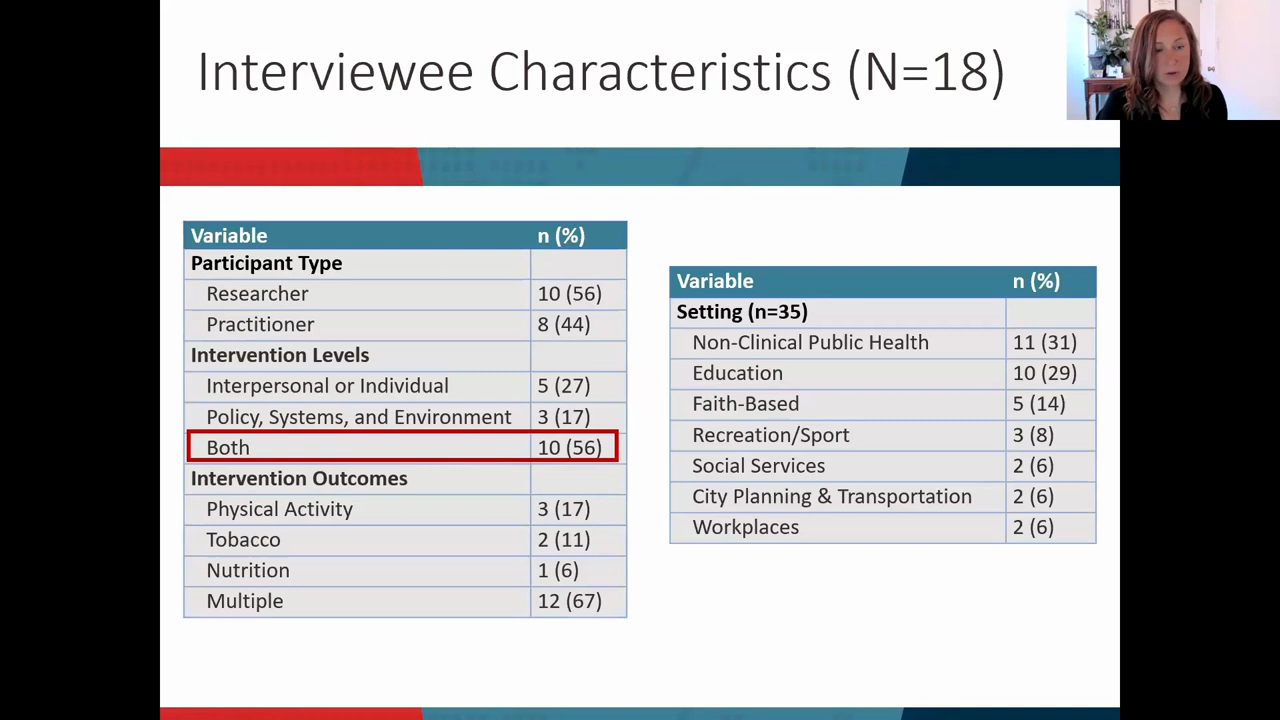 Interviewee Characteristics (N=18)
Variable n (%)
Participant Type
Researcher 10 (56)
Practitioner 8 (44)
Intervention Levels
Interpersonal or Individual 5 (27)
Policy, Systems, and Environment 3 (17)
Both 10 (56)
Intervention Outcomes
Physical Activity 3 (17)
Tobacco 2 (11)
Nutrition 1 (6)
Multiple 12 (67)
Variable n (%)
Setting (n=35)
Non-Clinical Public Health 11 (31)
Education 10 (29)
Faith-Based 5 (14)
Recreation/Sport 3 (8)
Social Services 2 (6)
City Planning & Transportation 2 (6)
Workplaces 2 (6)